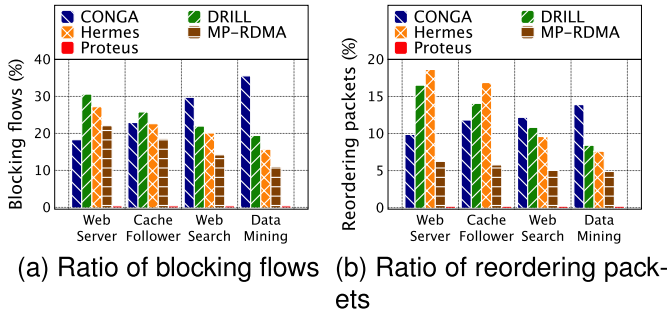 CONGA
DRILL
Hermes
MP-RDMA
Proteus
Blocking flows (%)
40
30
20
10
0
Web Server
Cache Follower
Web Search
Data Mining
(a) Ratio of blocking flows
CONGA
DRILL
Hermes
MP-RDMA
Proteus
Reordering packets (%)
20
15
10
5
0
Web Server
Cache Follower
Web Search
Data Mining
(b) Ratio of reordering pack-
ets